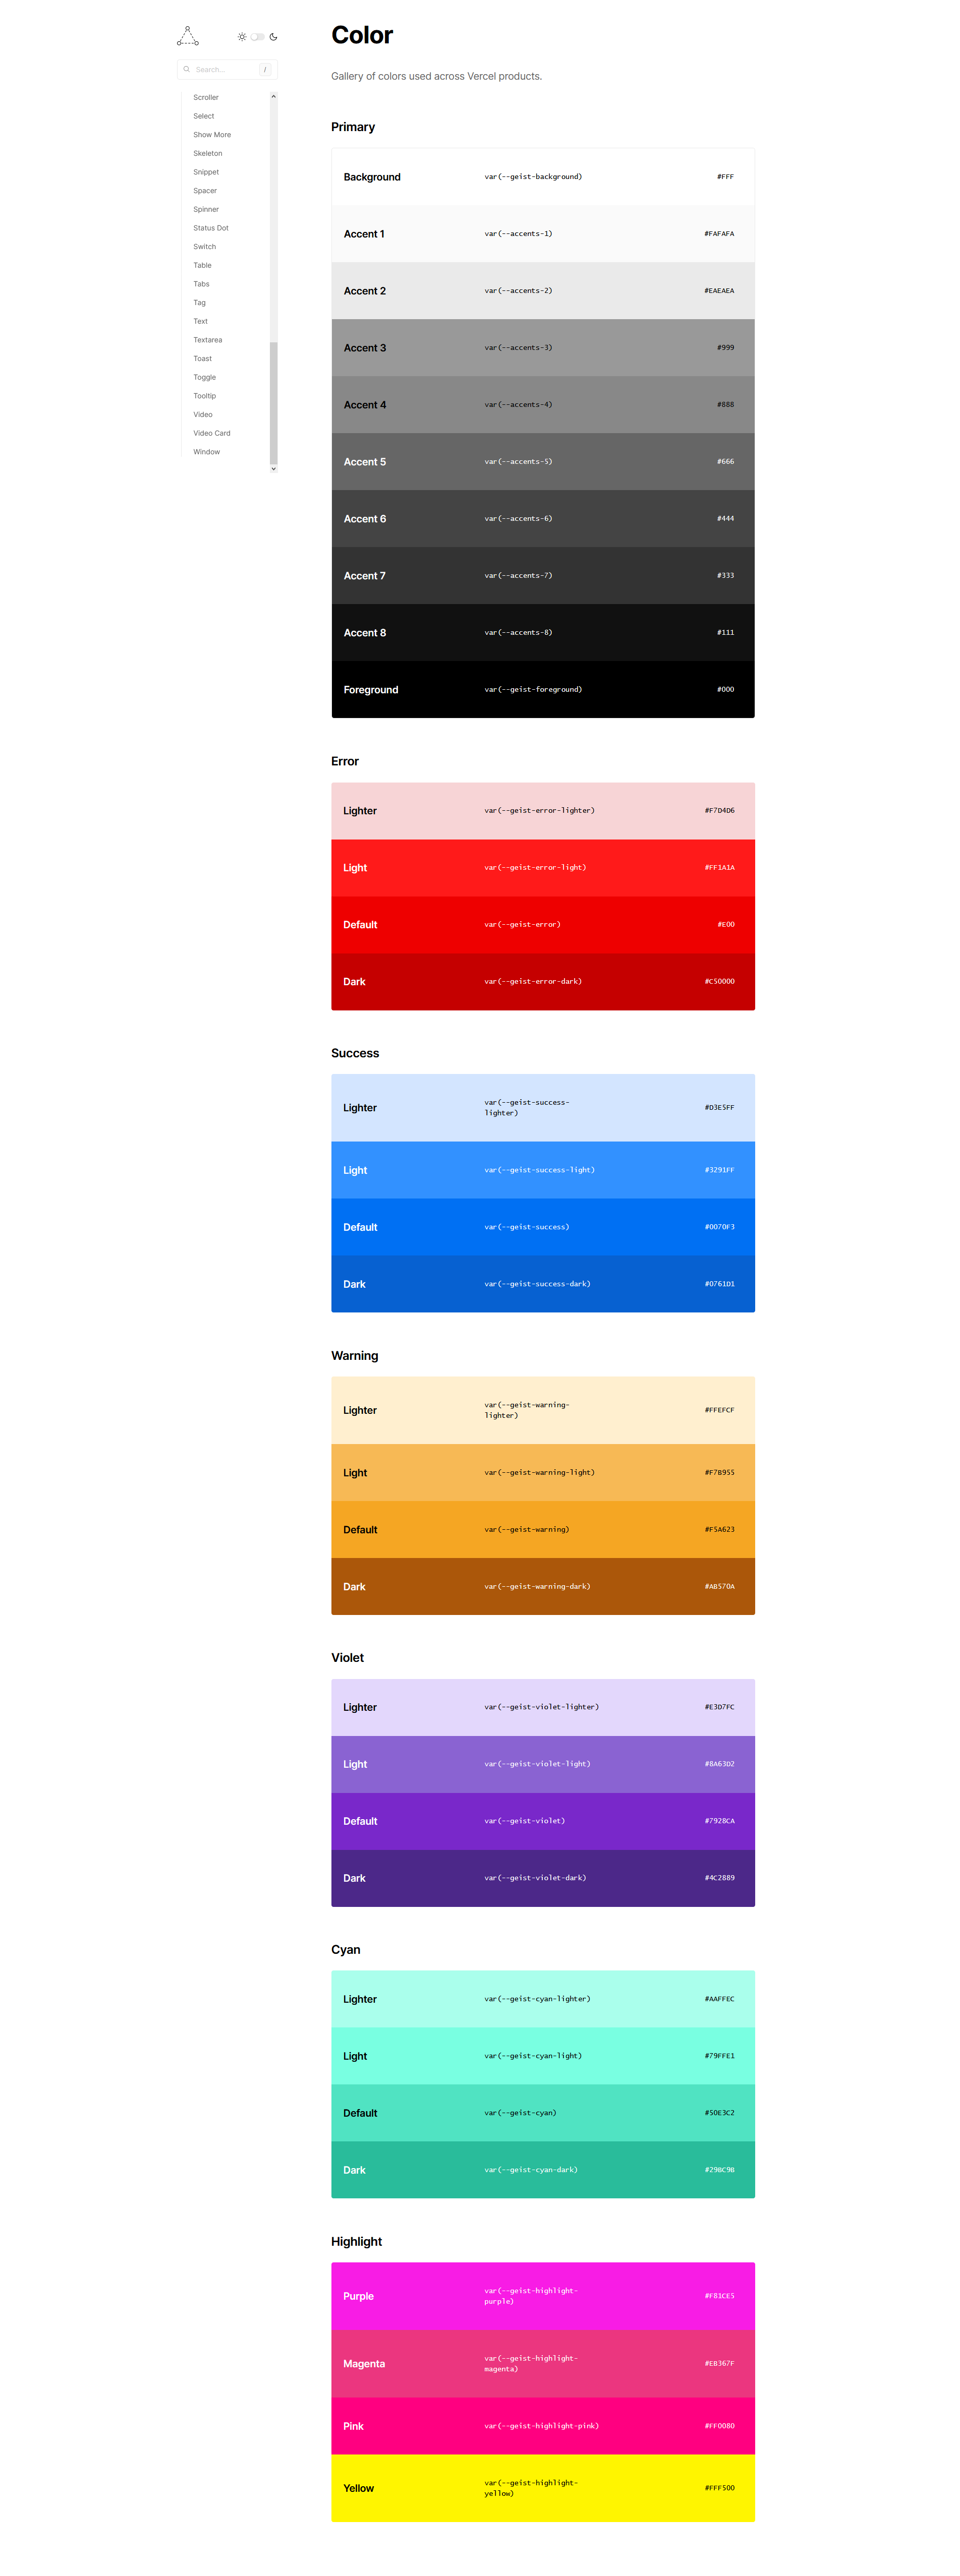 Search...
/
Scroller
Select
Show More
Skeleton
Snippet
Spacer
Spinner
Status Dot
Switch
Table
Tabs
Tag
Text
Textarea
Toast
Toggle
Tooltip
Video
Video Card
Window
Color
Gallery of colors used across Vercel products.
Primary
Background var(--geist-background) #FFF
Accent 1 var(--accents-1) #FAFAFA
Accent 2 var(--accents-2) #EAEAEA
Accent 3 var(--accents-3) #999
Accent 4 var(--accents-4) #888
Accent 5 var(--accents-5) #666
Accent 6 var(--accents-6) #444
Accent 7 var(--accents-7) #333
Accent 8 var(--accents-8) #111
Foreground var(--geist-foreground) #000
Error
Lighter var(--geist-error-lighter) #F7D4D6
Light var(--geist-error-light) #FF1A1A
Default var(--geist-error) #E00
Dark var(--geist-error-dark) #C50000
Success
Lighter var(--geist-success-
lighter) #D3E5FF
Light var(--geist-success-light) #3291FF
Default var(--geist-success) #0070F3
Dark var(--geist-success-dark) #0761D1
Warning
Lighter var(--geist-warning-
lighter) #FFEFCF
Light var(--geist-warning-light) #F7B955
Default var(--geist-warning) #F5A623
Dark var(--geist-warning-dark) #AB570A
Violet
Lighter var(--geist-violet-lighter) #E3D7FC
Light var(--geist-violet-light) #8A63D2
Default var(--geist-violet) #7928CA
Dark var(--geist-violet-dark) #4C2889
Cyan
Lighter var(--geist-cyan-lighter) #AAFFEC
Light var(--geist-cyan-light) #79FFE1
Default var(--geist-cyan) #50E3C2
Dark var(--geist-cyan-dark) #29BC9B
Highlight
Purple var(--geist-highlight-
purple) #F81CE5
Magenta var(--geist-highlight-
magenta) #EB367F
Pink var(--geist-highlight-pink) #FF0080
Yellow var(--geist-highlight-
yellow) #FFF500